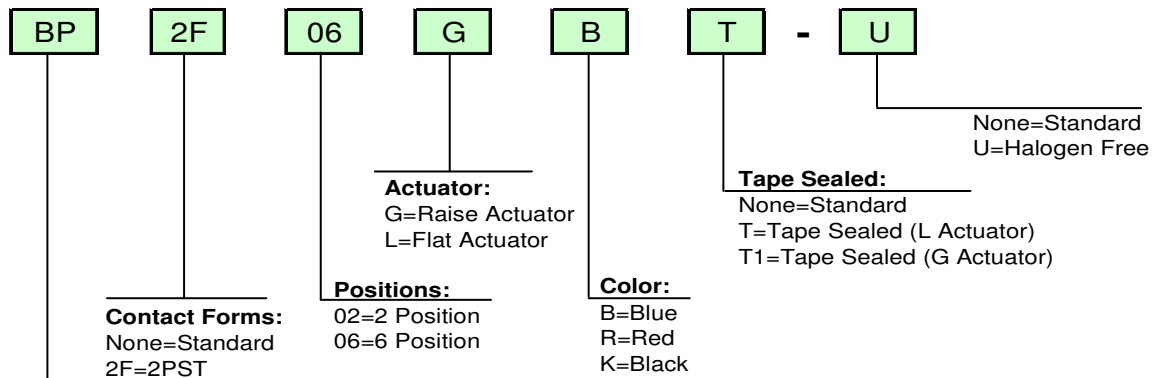 BP 2F 06 G B T - U
None=Standard
U=Halogen Free
Tape Sealed:
None=Standard
T=Tape Sealed (L Actuator)
T1=Tape Sealed (G Actuator)
Actuator:
G=Raise Actuator
L=Flat Actuator
Color:
B=Blue
R=Red
K=Black
Positions:
02=2 Position
06=6 Position
Contact Forms:
None=Standard
2F=2PST